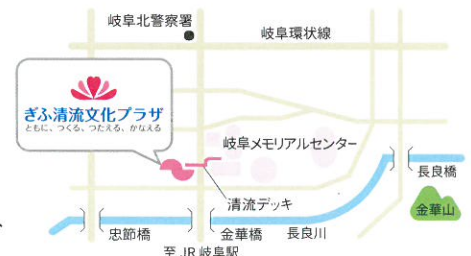 岐阜北警察署
岐阜環状線
ぎふ清流文化プラザ
ともに、つくる、つたえる、かなえる
岐阜メモリアルセンター
長良橋
清流デッキ
金華山
忠節橋
金華橋
長良川
至 JR 岐阜駅